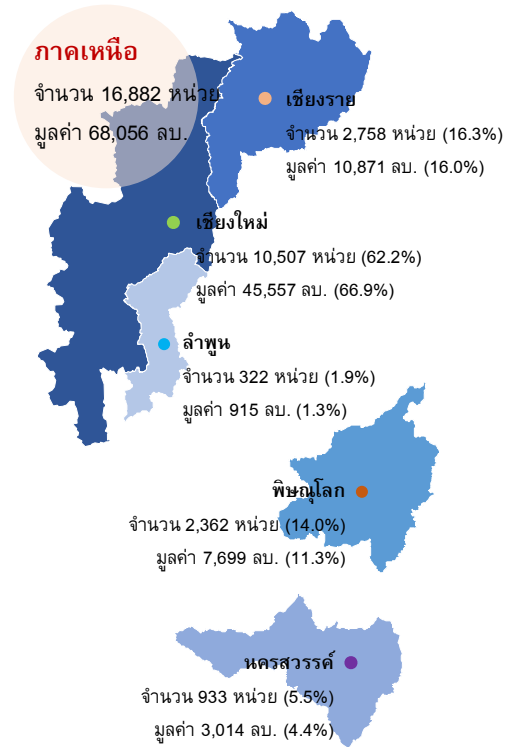 ภาคเหนือ
จำนวน 16,882 หน่วย
มูลค่า 68,056 ลบ.
เชียงราย
จำนวน 2,758 หน่วย (16.3%)
มูลค่า 10,871 ลบ. (16.0%)
เชียงใหม่
จำนวน 10,507 หน่วย (62.2%)
มูลค่า 45,557 ลบ. (66.9%)
ลำพูน
จำนวน 322 หน่วย (1.9%)
มูลค่า 915 ลบ. (1.3%)
พิษณุโลก
จำนวน 2,362 หน่วย (14.0%)
มูลค่า 7,699 ลบ. (11.3%)
นครสวรรค์
จำนวน 933 หน่วย (5.5%)
มูลค่า 3,014 ลบ. (4.4%)